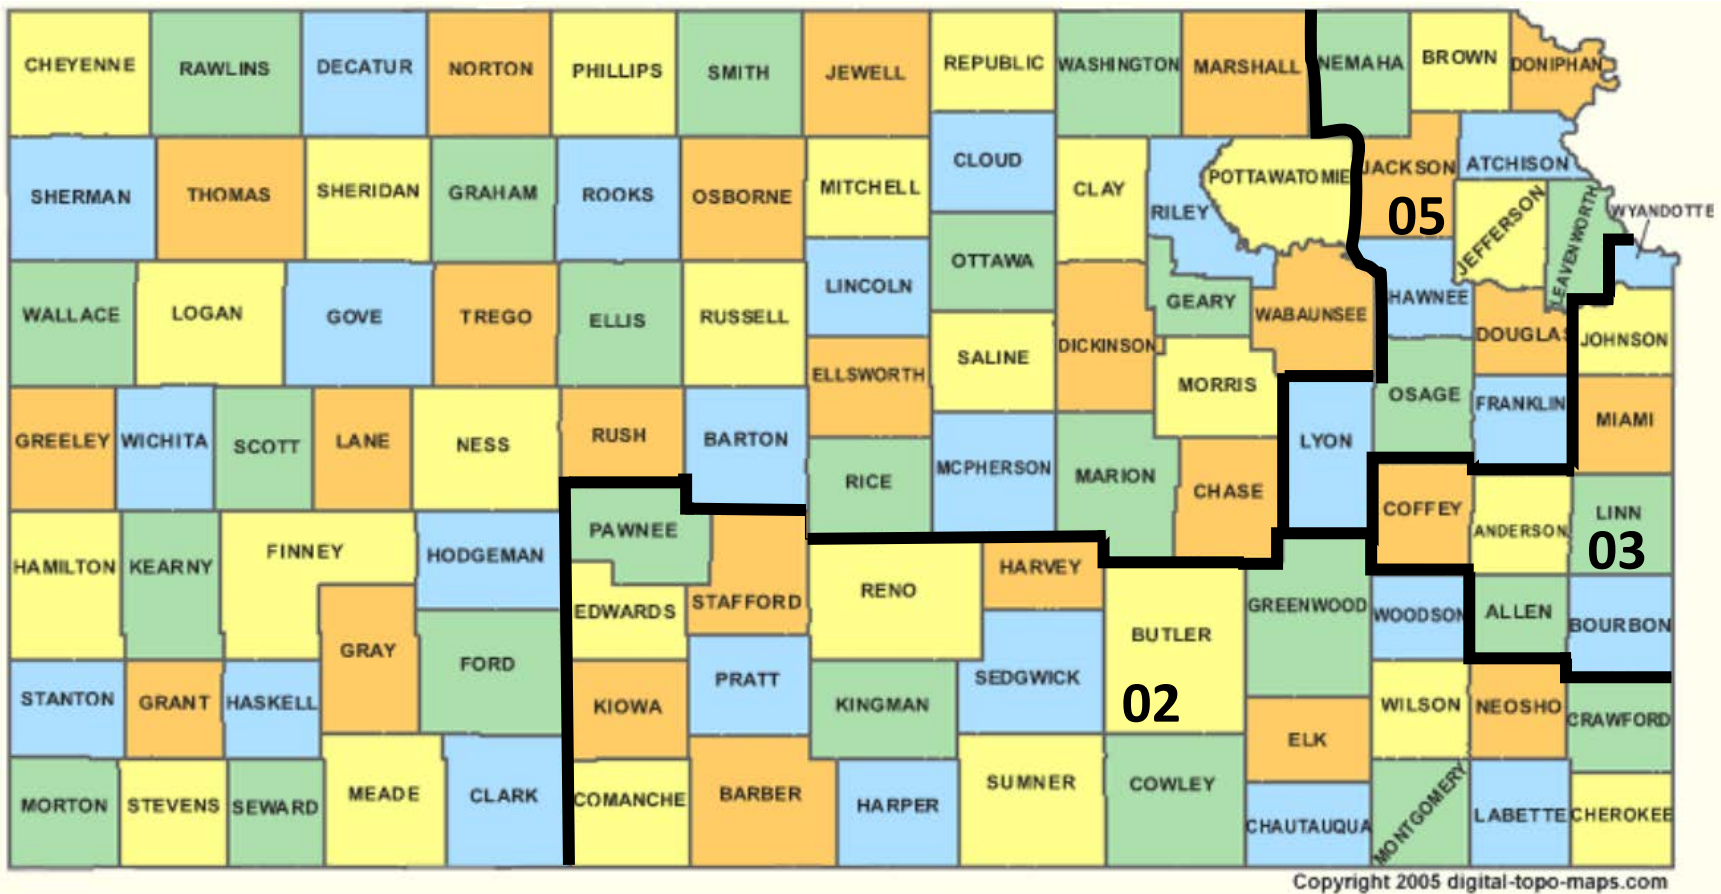 CHEYENNE
RAWLINS
DECATUR
NORTON
PHILLIPS
SMITH
JEWELL
REPUBLIC
WASHINGTON
MARSHALL
NEMAHA
BROWN
DONIPHAN
SHERMAN
THOMAS
SHERIDAN
GRAHAM
ROOKS
OSBORNE
MITCHELL
CLOUD
CLAY
RILEY
POTTAWATOMIE
JACKSON
ATCHISON
05
JEFFERSON
LEAVENWORTH
WYANDOTTE
WALLACE
LOGAN
GOVE
TREGO
ELLIS
RUSSELL
LINCOLN
OTTAWA
DICKINSON
GEARY
WABAUNSEE
HAWNEE
DOUGLAS
JOHNSON
ELLSWORTH
SALINE
MORRIS
OSAGE
FRANKLIN
MIAMI
GREELEY
WICHITA
SCOTT
LANE
NESS
RUSH
BARTON
RICE
MCPHERSON
MARION
CHASE
LYON
COFFEY
ANDERSON
LINN
03
HAMILTON
KEARNY
FINNEY
HODGEMAN
PAWNEE
EDWARDS
STAFFORD
RENO
HARVEY
BUTLER
GREENWOOD
WOODSON
ALLEN
BOURBON
STANTON
GRANT
HASKELL
GRAY
FORD
KIOWA
PRATT
KINGMAN
SEDGWICK
02
ELK
WILSON
NEOSHO
CRAWFORD
MORTON
STEVENS
SEWARD
MEADE
CLARK
COMANCHE
BARBER
HARPER
SUMNER
COWLEY
CHAUTAUQUA
MONTGOMERY
LABETTE
CHEROKEE
Copyright 2005 digital-topo-maps.com